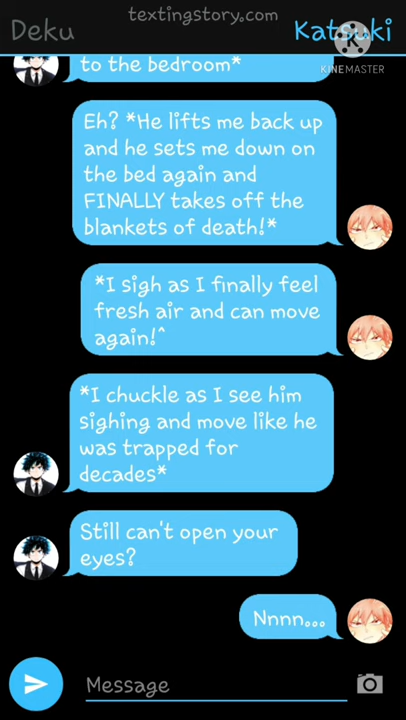 textingstory.com
Deku
Katsuki
KINEMASTER
to the bedroom*
Eh? *He lifts me back up
and he sets me down on
the bed again and
FINALLY takes off the
blankets of death!*
*I sigh as I finally feel
fresh air and can move
again!^
*I chuckle as I see him
sighing and move like he
was trapped for
decades*
Still can't open your
eyes?
Nnnn...
Message